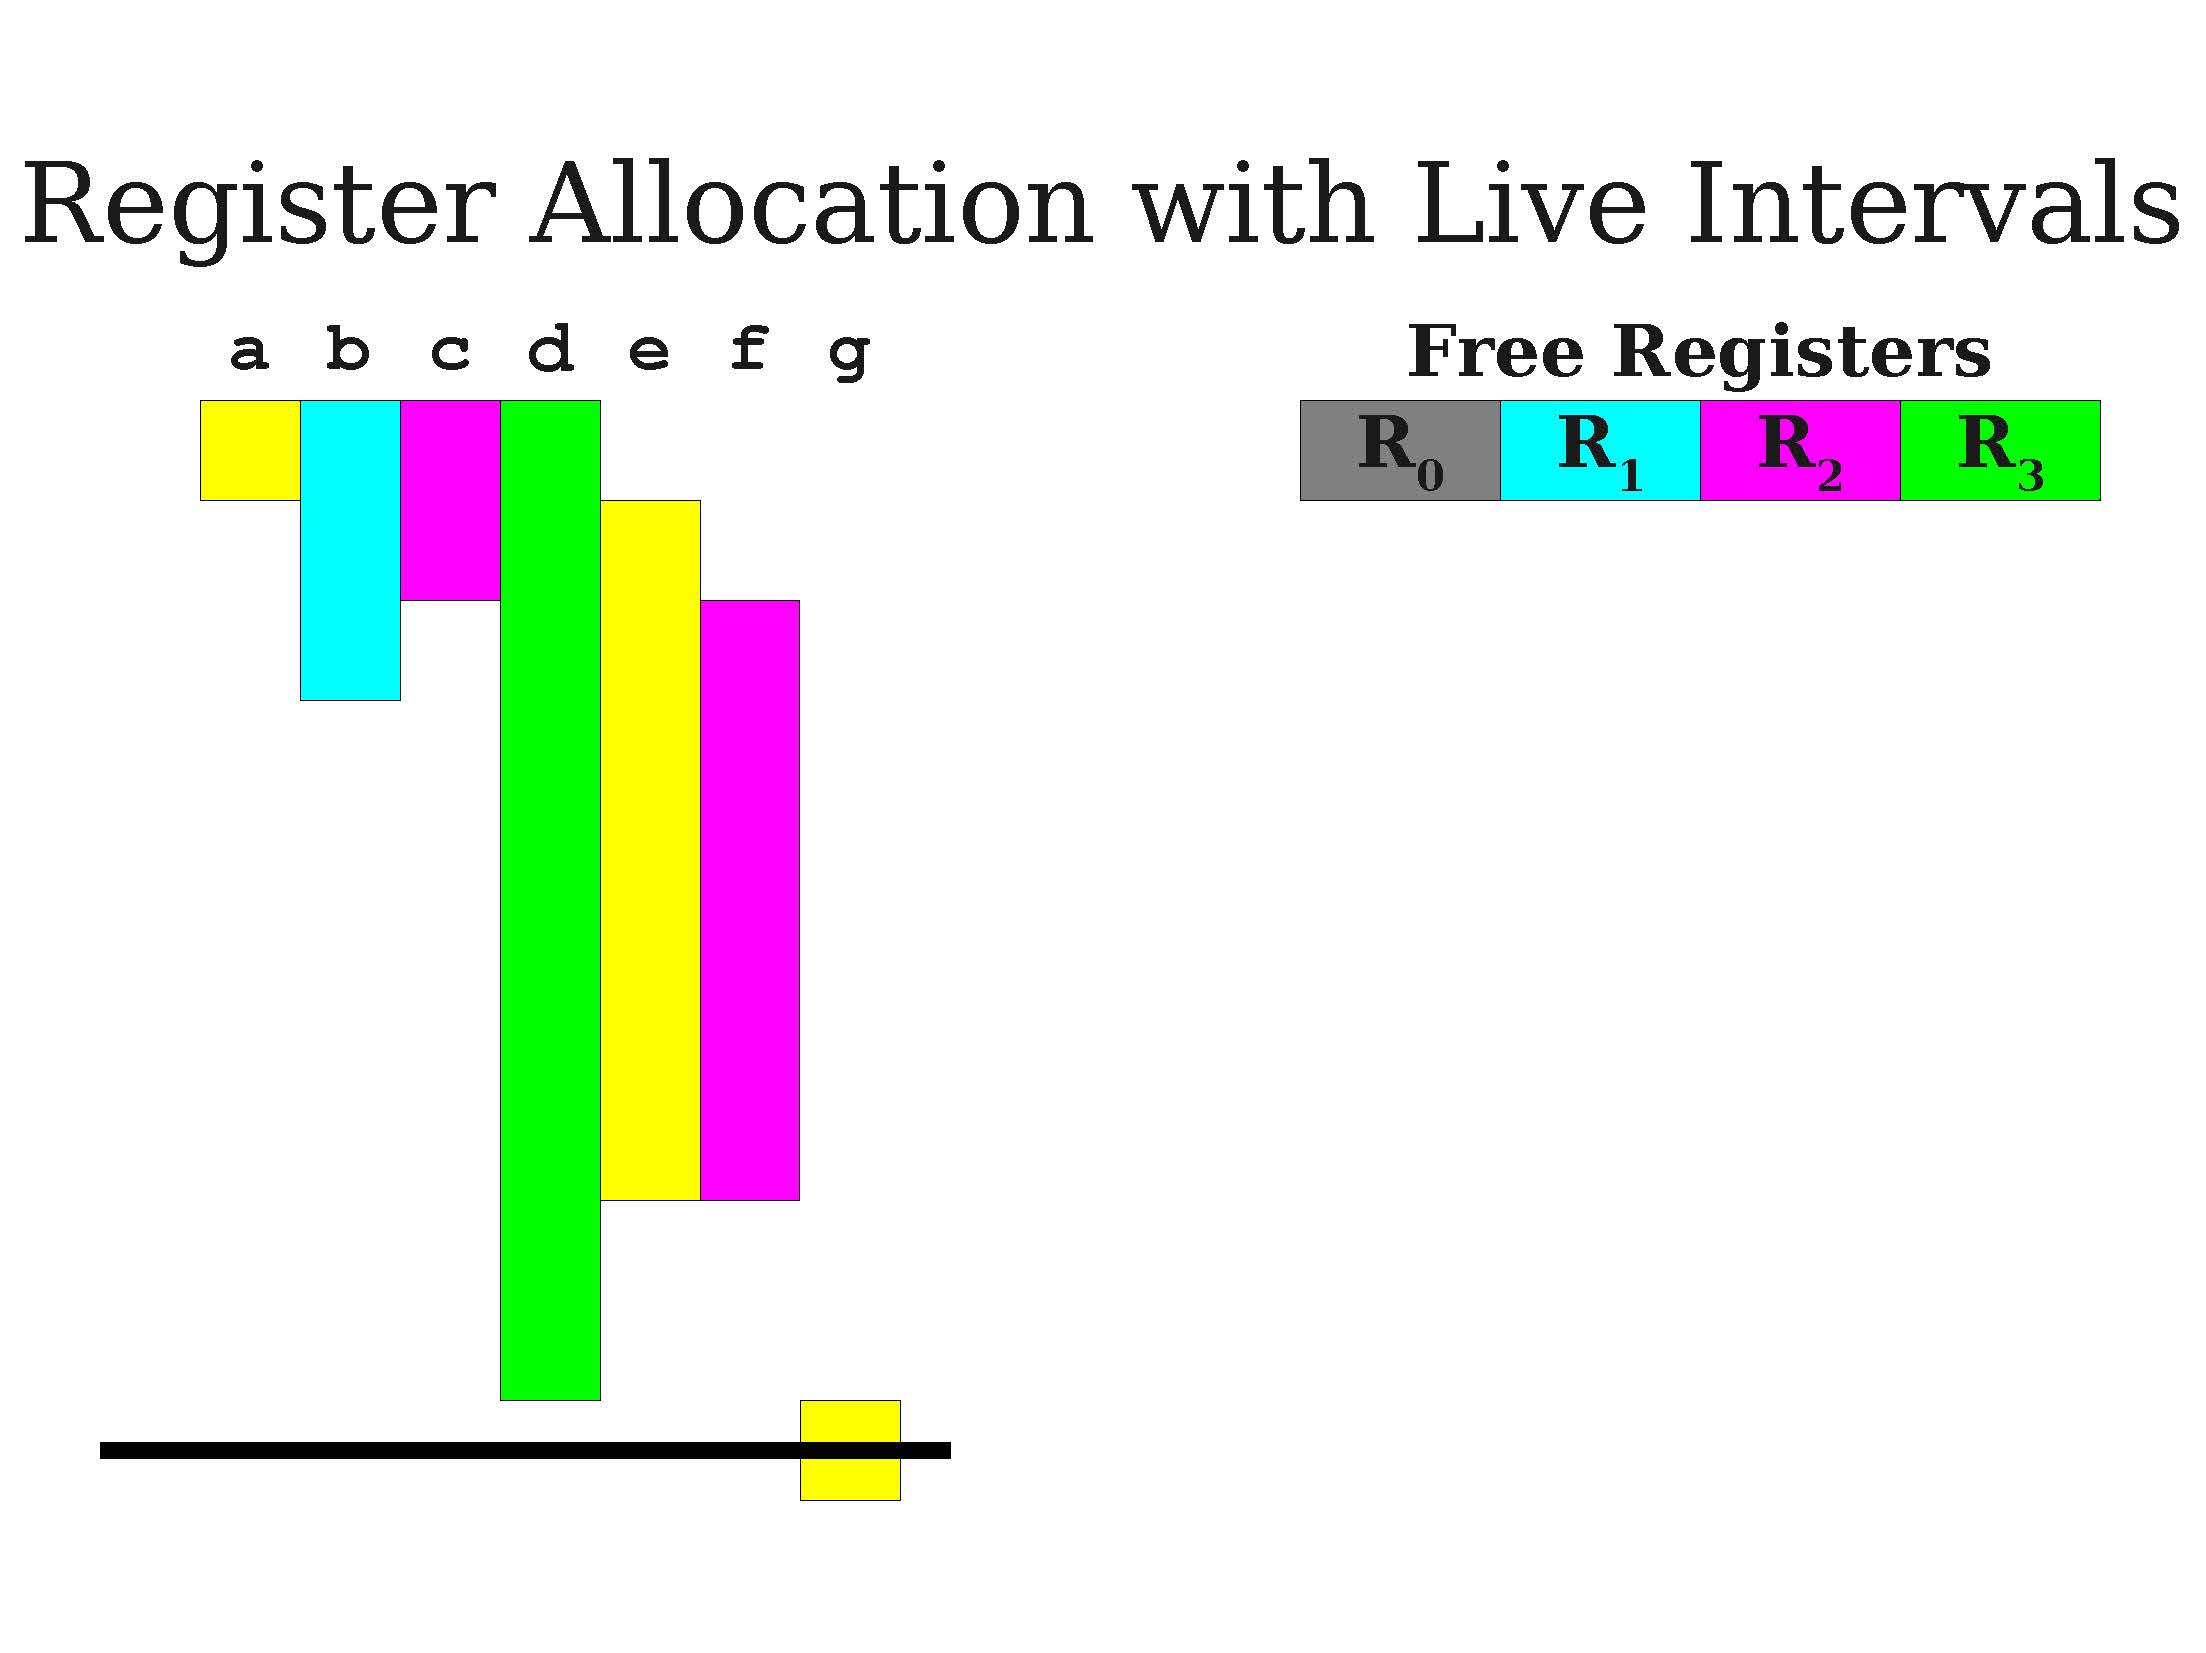 Register Allocation with Live Intervals
a b c d e f g
Free Registers
R0 R1 R2 R3